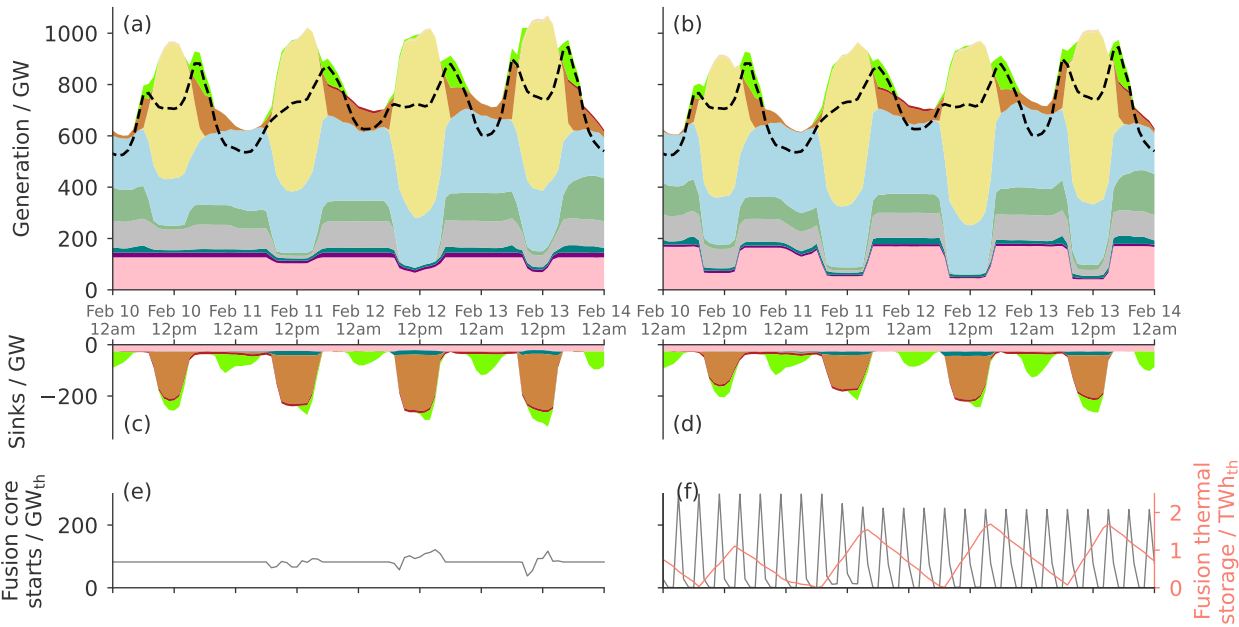 (a)
(b)
Generation / GW
1000
800
600
400
200
0
Feb 10 Feb 10 Feb 11 Feb 11 Feb 12 Feb 12 Feb 13 Feb 13 Feb 14
12am 12pm 12am 12pm 12am 12pm 12am 12pm 12am
Feb 10 Feb 10 Feb 11 Feb 11 Feb 12 Feb 12 Feb 13 Feb 13 Feb 14
12am 12pm 12am 12pm 12am 12pm 12am 12pm 12am
Sinks / GW
0
−200
(c)
(d)
Fusion core
starts / GWth
200
0
(e)
(f)
2
1
0
Fusion thermal
storage / TWhth